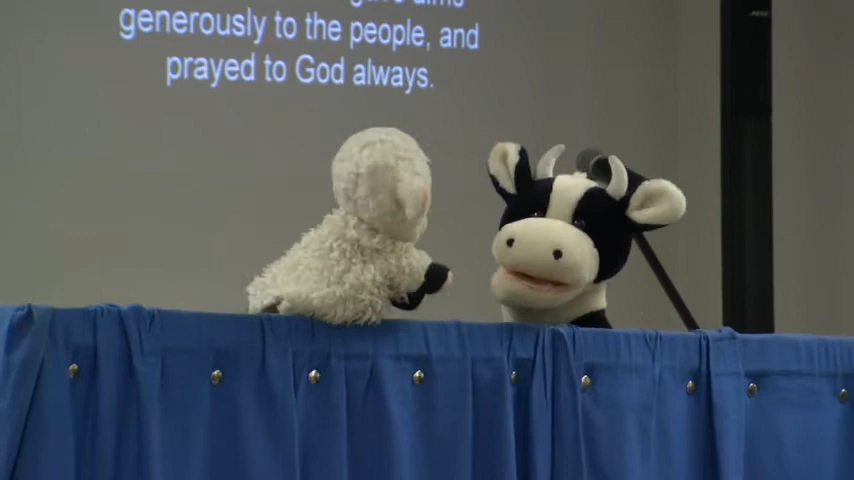 generously to the people, and
prayed to God always.